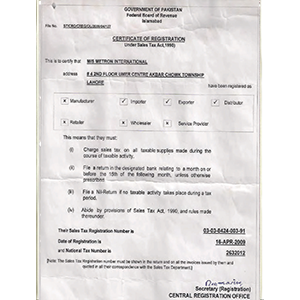 GOVERNMENT OF PAKISTAN
Federal Board of Revenue
Islamabad
File No.
CERTIFICATE OF REGISTRATION
Under Sales Tax Act, 1990)
This is to certify that M/S METRON INTERNATIONAL
address # 4 2ND FLOOR UMER CENTRE AKBAR CHOWK TOWNSHIP
LAHORE have been registered as
Manufacturer Importer Exporter Distributor
Retailer Wholesaler Service Provider
This means that they must:
(i) Charge sales tax on all taxable supplies made during the
course of taxable activity.
(ii) File a return in the designated bank relating to a month on or
before the 15th of the following month, unless otherwise
prescribed
(iii) File a Nil-Return if no taxable activity takes place during a tax
period.
(iv) Abide by provisions of Sales Tax Act, 1990, and rules made
thereunder.
Their Sales Tax Registration Number is 03-03-8424-003-91
Date of Registration is 16-APR-2009
and National Tax Number is 2633012
[Note: The Sales Tax Registration number must be shown in the return and on all the invoices issued by them and
quoted in all their correspondence with the Sales Tax Department.]
Secretary (Registration)
CENTRAL REGISTRATION OFFICE